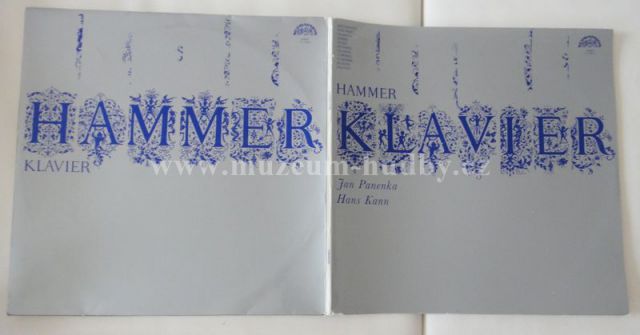 HAMMER
KLAVIER
HAMMER
KLAVIER
Jan Panenka
Hans Kann
www.muzeum-hudby.cz